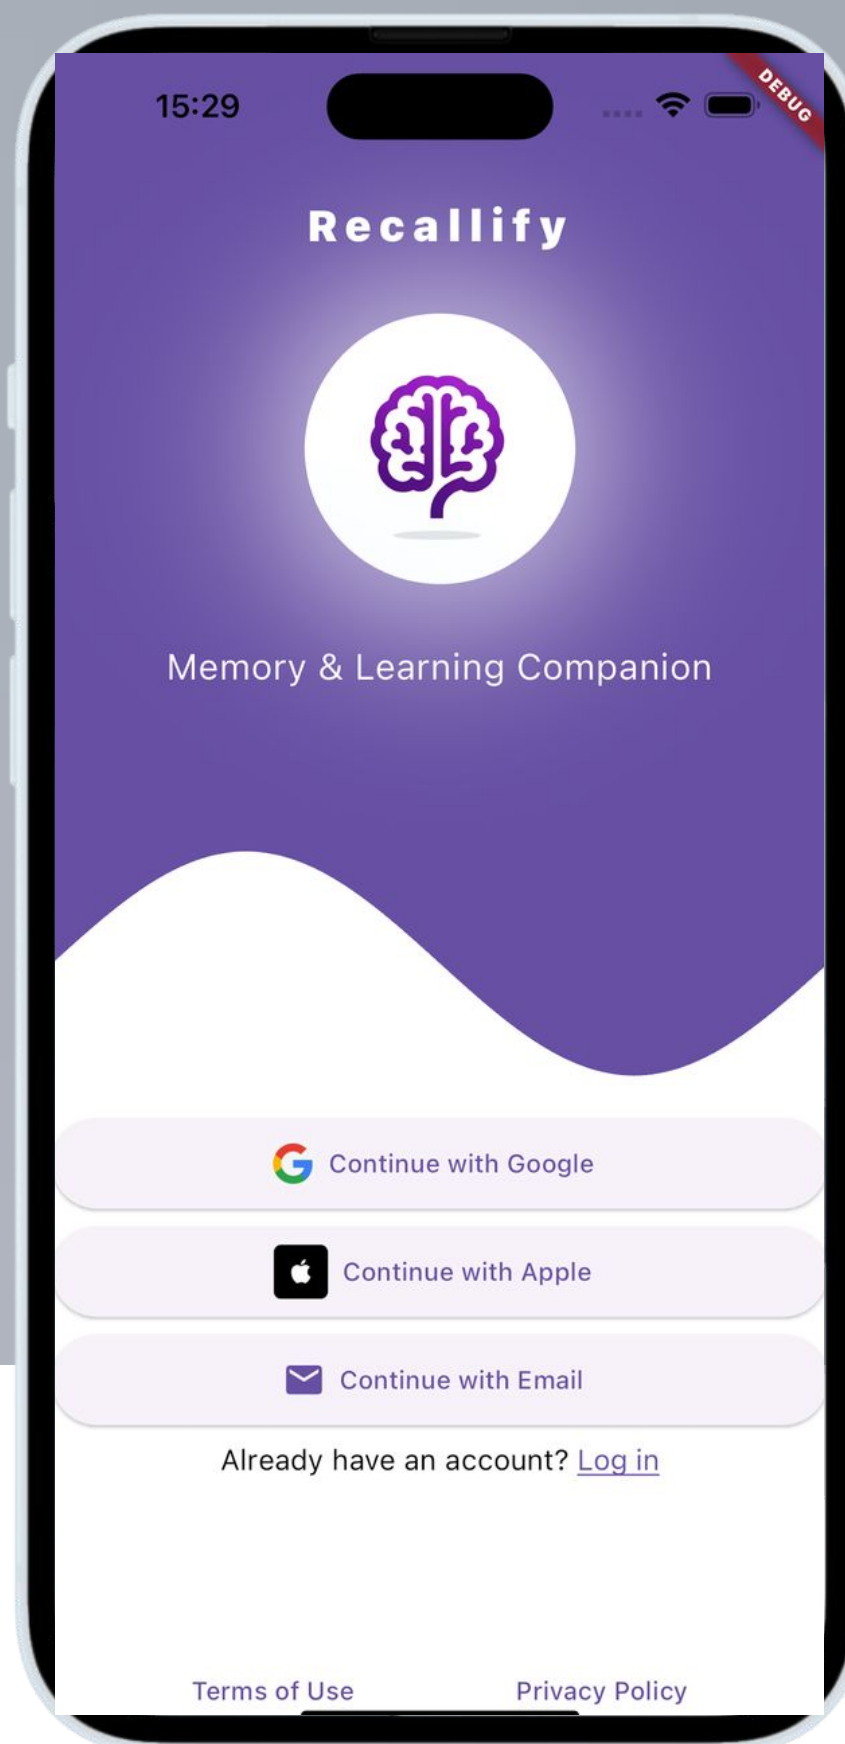 15:29
DEBUG
Recallify
Memory & Learning Companion
Continue with Google
Continue with Apple
Continue with Email
Already have an account? Log in
Terms of Use
Privacy Policy